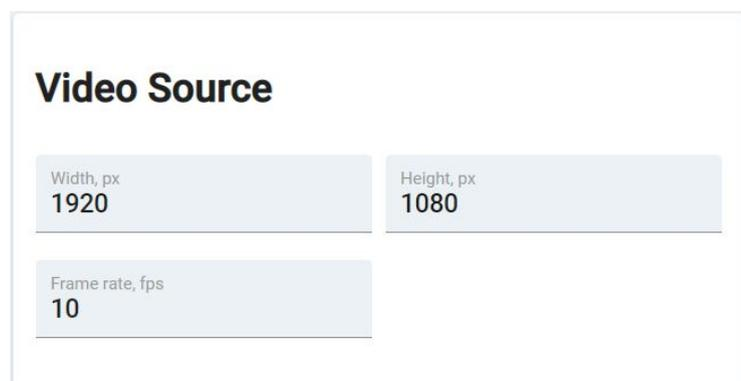 Video Source
Width, px
1920
Height, px
1080
Frame rate, fps
10